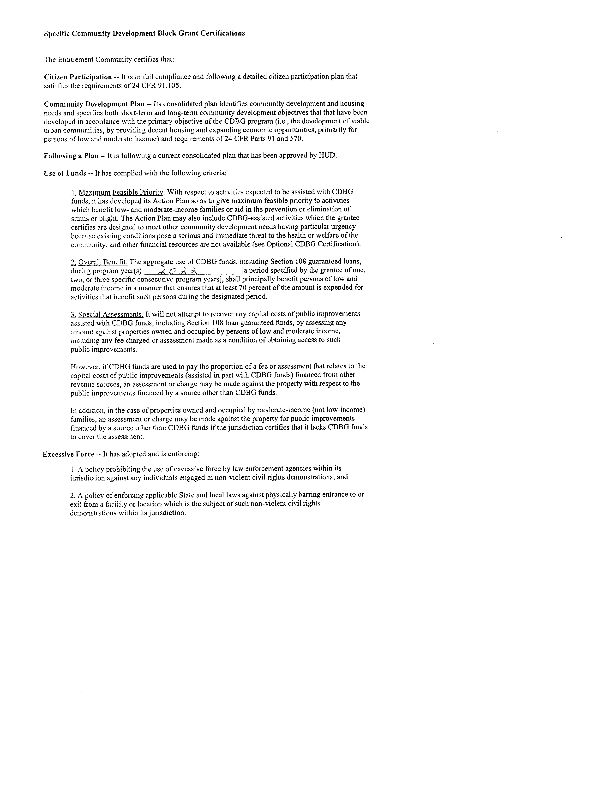 Specific Community Development Block Grant Certifications
The Entitlement Community certifies that:
Citizen Participation -- It is in full compliance and following a detailed citizen participation plan that
satisfies the requirements of 24 CFR 91.105.
Community Development Plan -- Its consolidated plan identifies community development and housing
needs and specifies both short-term and long-term community development objectives that that have been
developed in accordance with the primary objective of the CDBG program (i.e., the development of viable
urban communities, by providing decent housing and expanding economic opportunities, primarily for
persons of low and moderate income) and requirements of 24 CFR Parts 91 and 570.
Following a Plan -- It is following a current consolidated plan that has been approved by HUD.
Use of Funds -- It has complied with the following criteria:
1. Maximum Feasible Priority. With respect to activities expected to be assisted with CDBG
funds, it has developed its Action Plan so as to give maximum feasible priority to activities
which benefit low- and moderate-income families or aid in the prevention or elimination of
slums or blight. The Action Plan may also include CDBG-assisted activities which the grantee
certifies are designed to meet other community development needs having particular urgency
because existing conditions pose a serious and immediate threat to the health or welfare of the
community, and other financial resources are not available (see Optional CDBG Certification).
2. Overall Benefit. The aggregate use of CDBG funds, including Section 108 guaranteed loans,
during program year(s) 2022 [a period specified by the grantee of one,
two, or three specific consecutive program years], shall principally benefit persons of low and
moderate income in a manner that ensures that at least 70 percent of the amount is expended for
activities that benefit such persons during the designated period.
3. Special Assessments. It will not attempt to recover any capital costs of public improvements
assisted with CDBG funds, including Section 108 loan guaranteed funds, by assessing any
amount against properties owned and occupied by persons of low and moderate income,
including any fee charged or assessment made as a condition of obtaining access to such
public improvements.
However, if CDBG funds are used to pay the proportion of a fee or assessment that relates to the
capital costs of public improvements (assisted in part with CDBG funds) financed from other
revenue sources, an assessment or charge may be made against the property with respect to the
public improvements financed by a source other than CDBG funds.
In addition, in the case of properties owned and occupied by moderate-income (not low-income)
families, an assessment or charge may be made against the property for public improvements
financed by a source other than CDBG funds if the jurisdiction certifies that it lacks CDBG funds
to cover the assessment.
Excessive Force -- It has adopted and is enforcing:
1. A policy prohibiting the use of excessive force by law enforcement agencies within its
jurisdiction against any individuals engaged in non-violent civil rights demonstrations; and
2. A policy of enforcing applicable State and local laws against physically barring entrance to or
exit from a facility or location which is the subject of such non-violent civil rights
demonstrations within its jurisdiction.